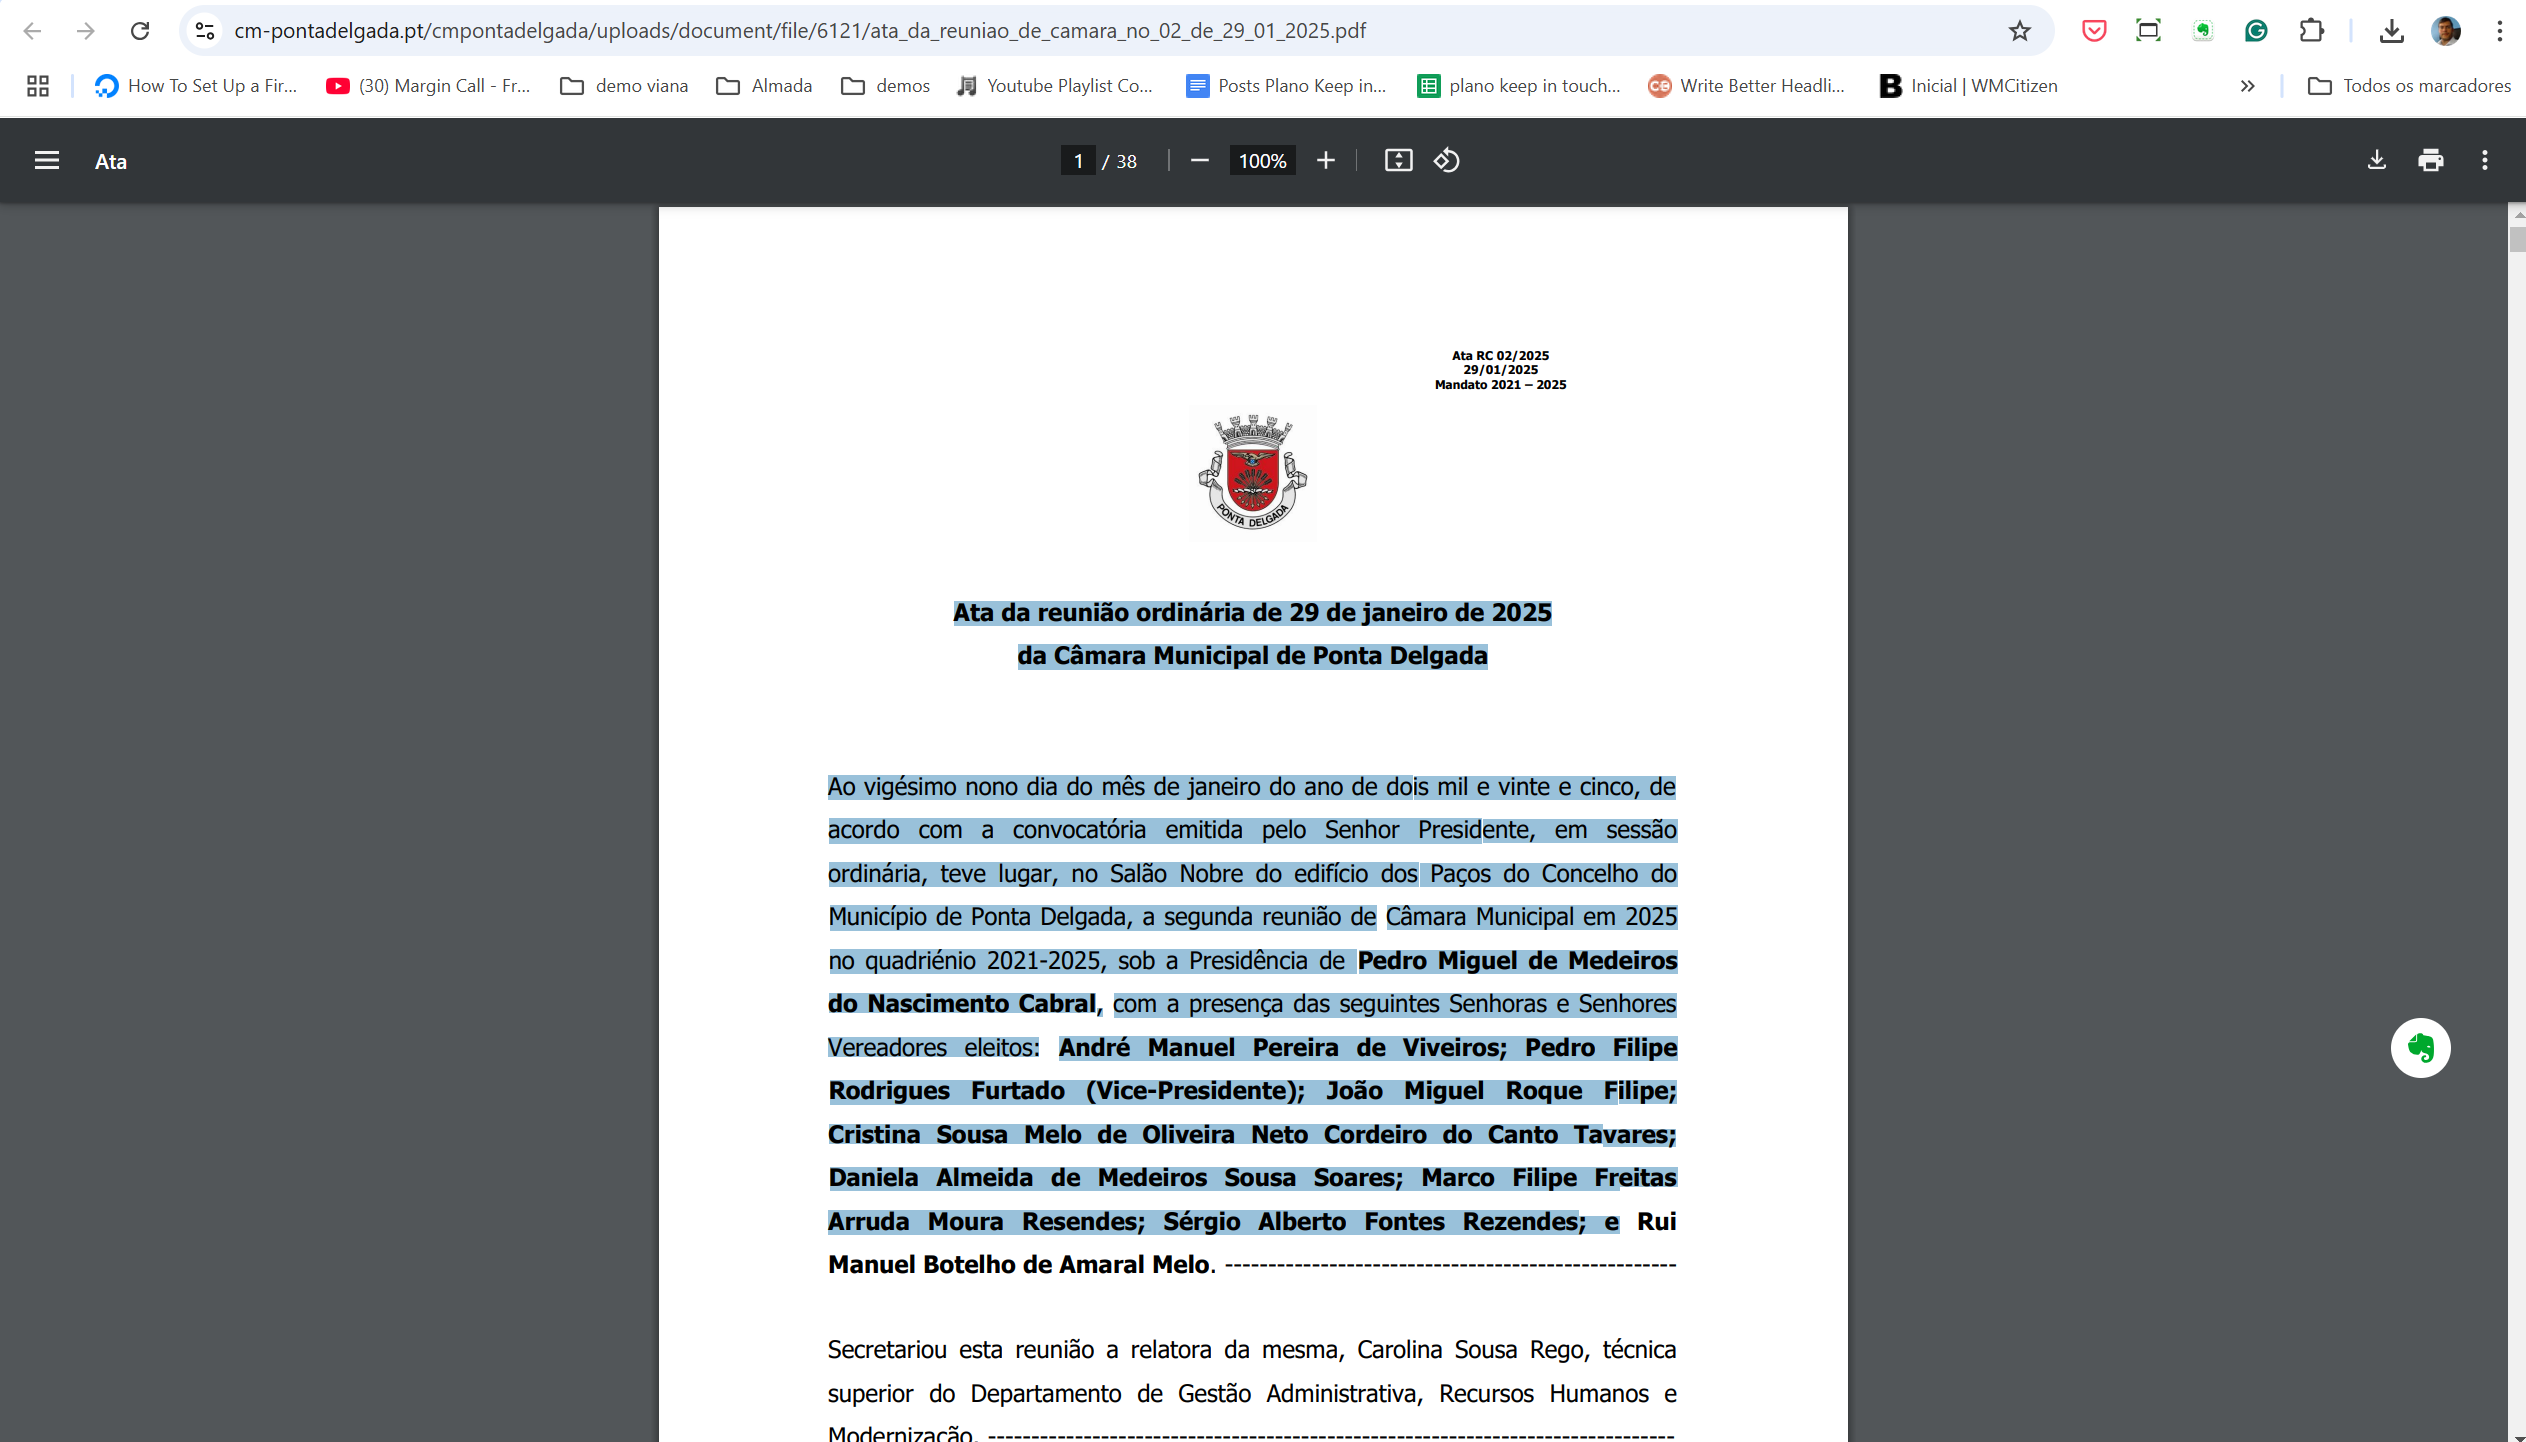 cm-pontadelgada.pt/cmpontadelgada/uploads/document/file/6121/ata_da_reuniao_de_camara_no_02_de_29_01_2025.pdf
How To Set Up a Fir...
(30) Margin Call - Fr...
demo viana
Almada
demos
Youtube Playlist Co...
Posts Plano Keep in...
plano keep in touch...
Write Better Headli...
Inicial | WMCitizen
Todos os marcadores
Ata
1 / 38
100%
Ata RC 02/2025
29/01/2025
Mandato 2021 – 2025
PONTA DELGADA
Ata da reunião ordinária de 29 de janeiro de 2025
da Câmara Municipal de Ponta Delgada
Ao vigésimo nono dia do mês de janeiro do ano de dois mil e vinte e cinco, de
acordo com a convocatória emitida pelo Senhor Presidente, em sessão
ordinária, teve lugar, no Salão Nobre do edifício dos Paços do Concelho do
Município de Ponta Delgada, a segunda reunião de Câmara Municipal em 2025
no quadriénio 2021-2025, sob a Presidência de Pedro Miguel de Medeiros
do Nascimento Cabral, com a presença das seguintes Senhoras e Senhores
Vereadores eleitos: André Manuel Pereira de Viveiros; Pedro Filipe
Rodrigues Furtado (Vice-Presidente); João Miguel Roque Filipe;
Cristina Sousa Melo de Oliveira Neto Cordeiro do Canto Tavares;
Daniela Almeida de Medeiros Sousa Soares; Marco Filipe Freitas
Arruda Moura Resendes; Sérgio Alberto Fontes Rezendes; e Rui
Manuel Botelho de Amaral Melo. ----------------------------------------------------
Secretariou esta reunião a relatora da mesma, Carolina Sousa Rego, técnica
superior do Departamento de Gestão Administrativa, Recursos Humanos e
Modernização. -------------------------------------------------------------------------------